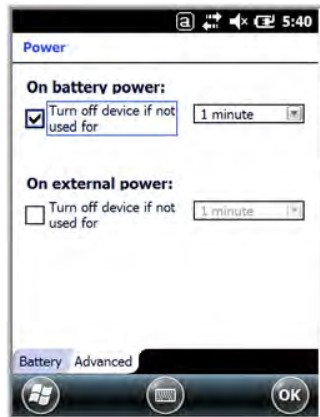 a 5:40
Power
On battery power:
Turn off device if not
used for
1 minute
On external power:
Turn off device if not
used for
1 minute
Battery Advanced
OK